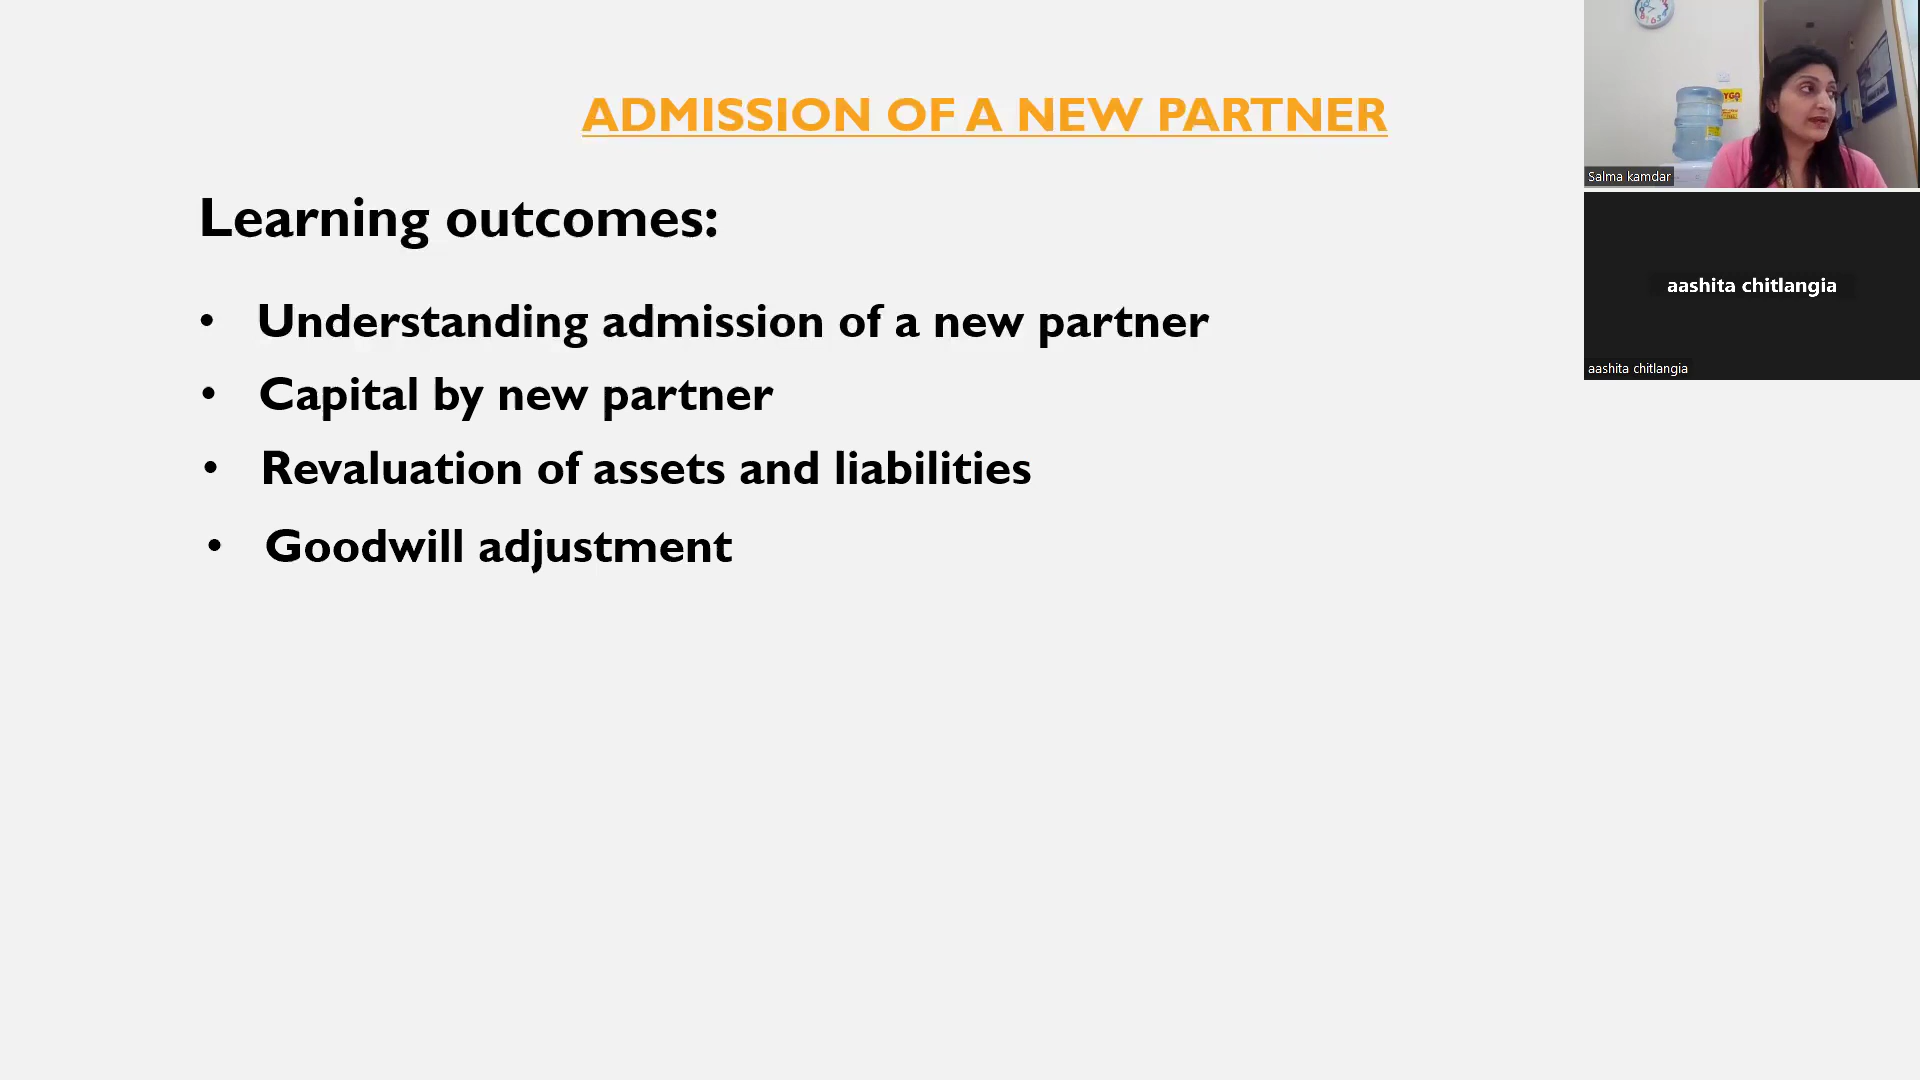 ADMISSION OF A NEW PARTNER
Learning outcomes:
• Understanding admission of a new partner
• Capital by new partner
• Revaluation of assets and liabilities
• Goodwill adjustment
Salma kamdar
aashita chitlangia
aashita chitlangia